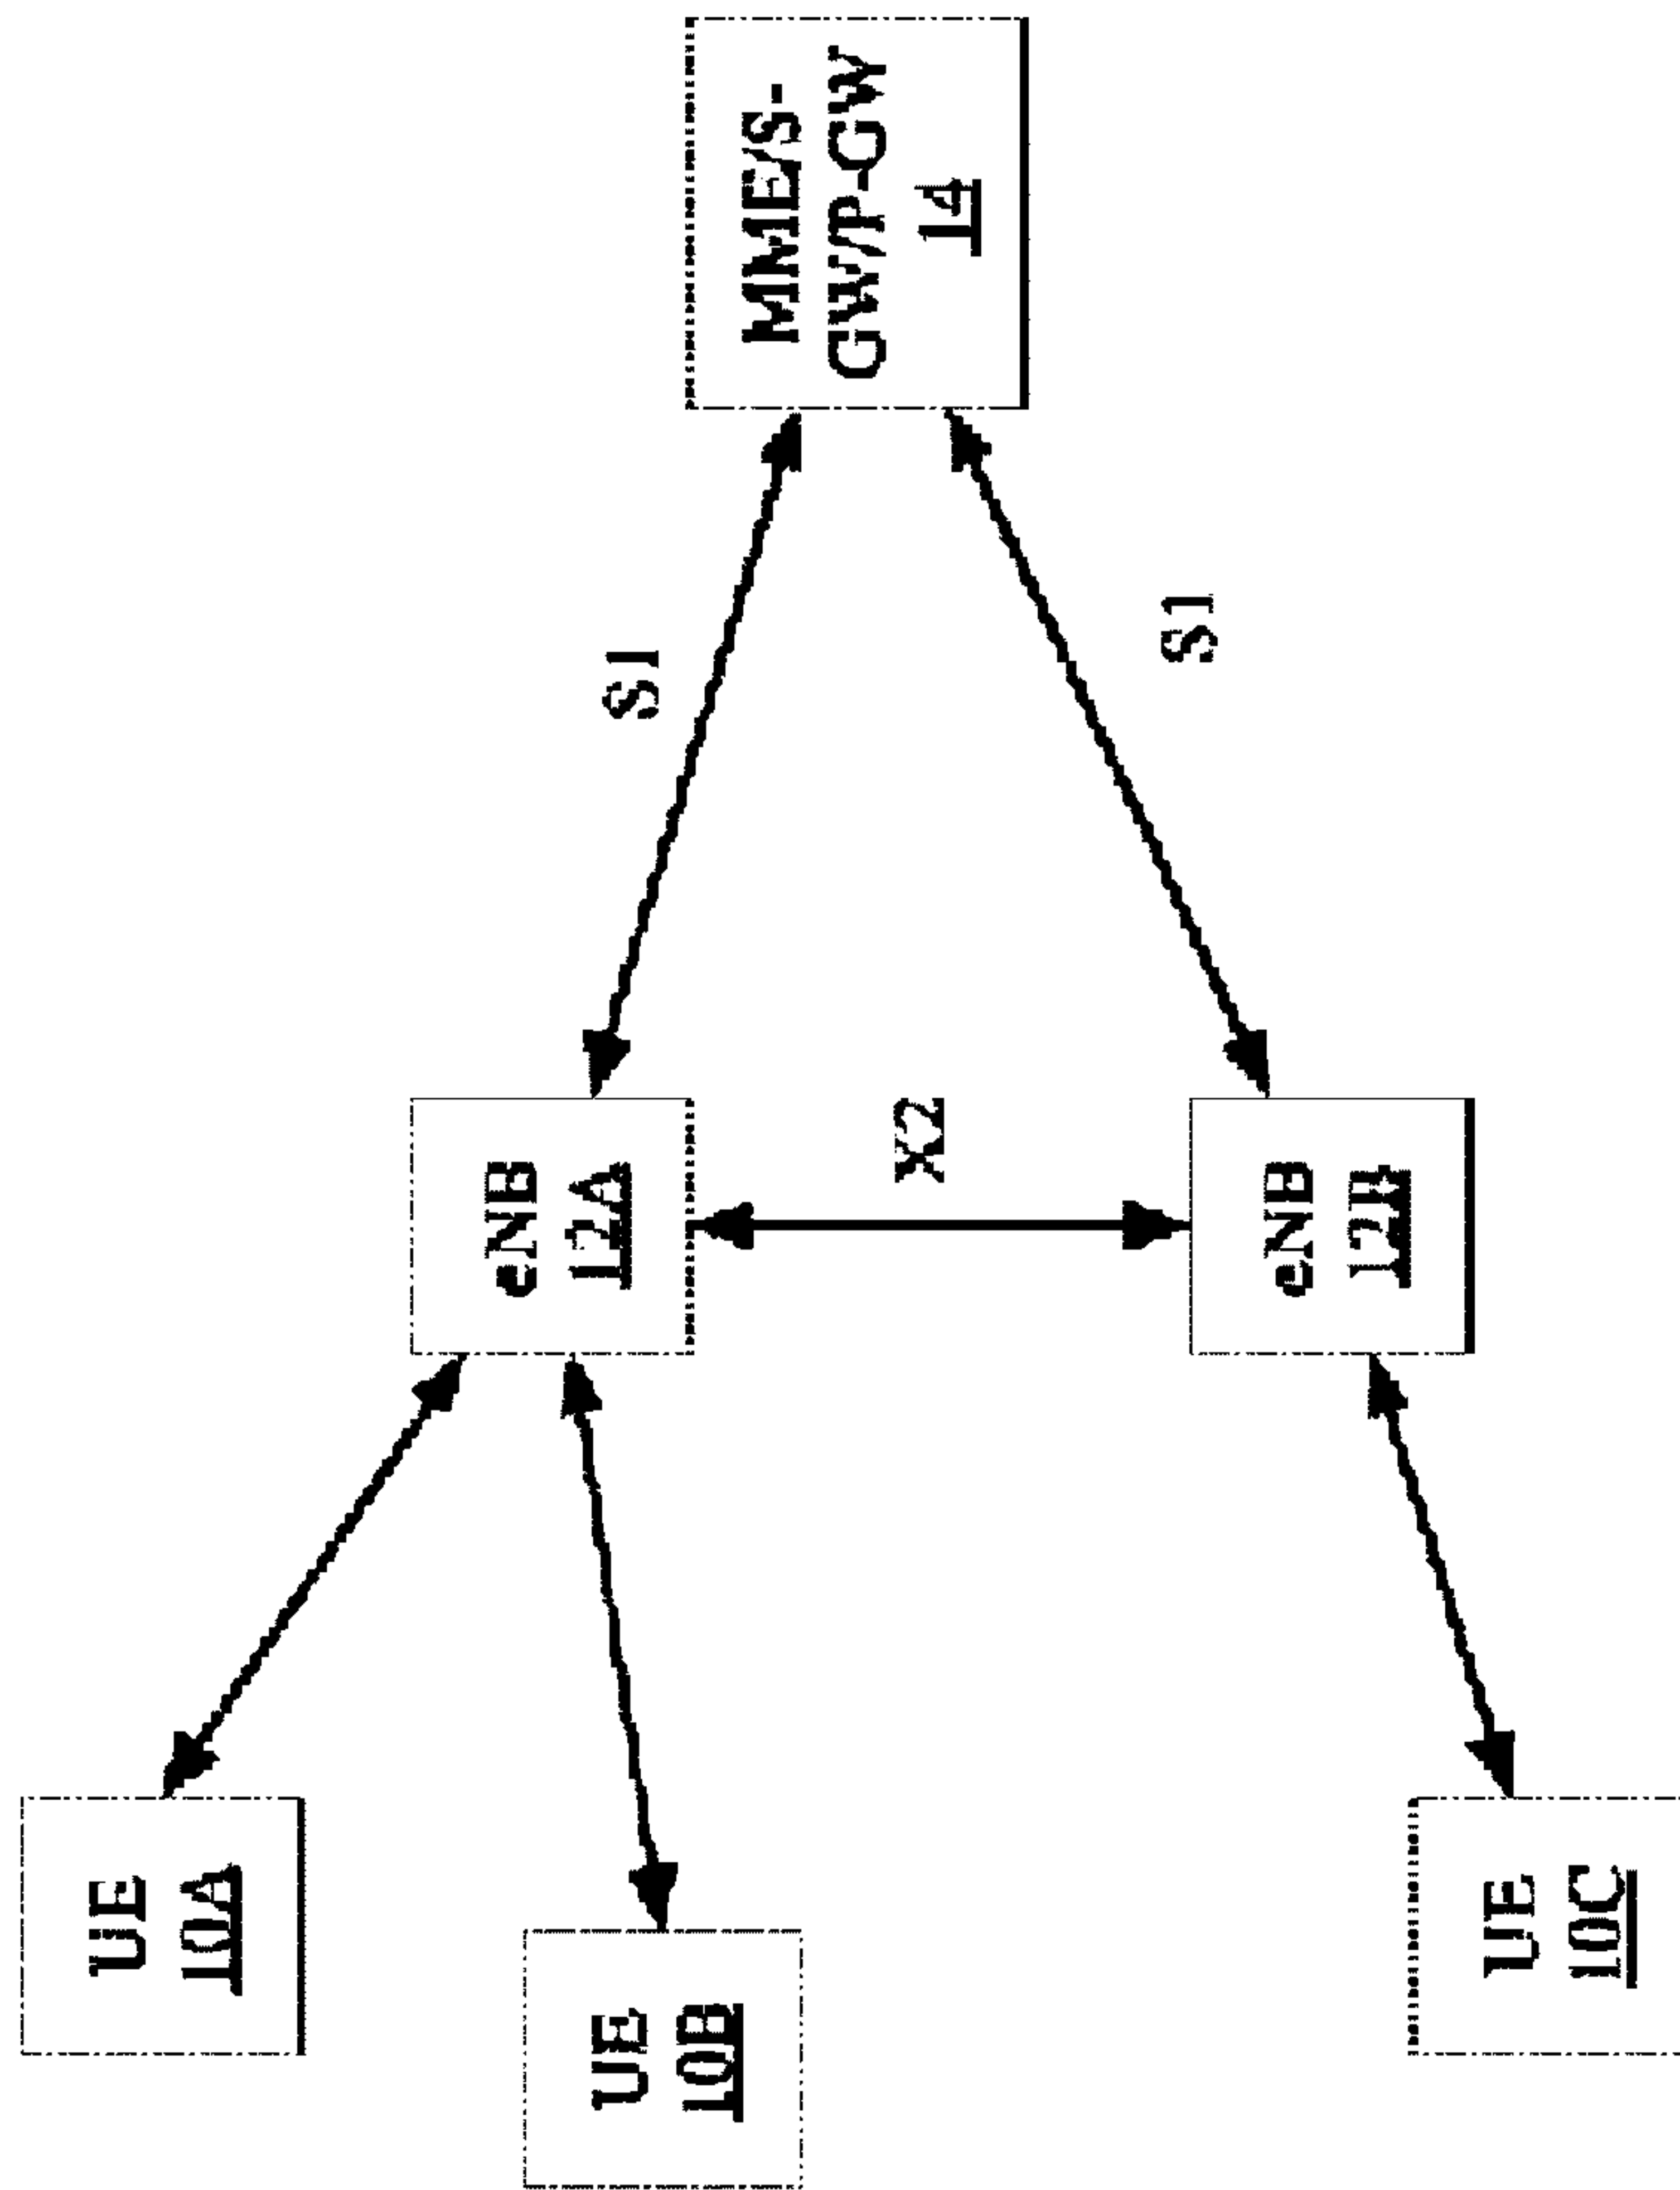 UE
10A
UE
10B
UE
10C
eNB
12A
eNB
12B
X2
S1
S1
MME/S-
GW/P-GW
14